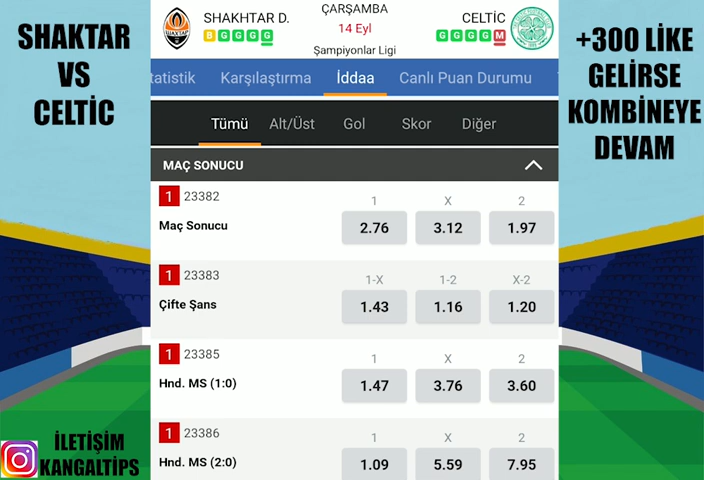 SHAKTAR
VS
CELTİC
SHAKHTAR D.
B G G G G
ÇARŞAMBA
14 Eyl
Şampiyonlar Ligi
CELTİC
G G G G M
+300 LİKE
GELİRSE
KOMBİNEYE
DEVAM
tatistik Karşılaştırma İddaa Canlı Puan Durumu
Tümü Alt/Üst Gol Skor Diğer
MAÇ SONUCU
1 23382 1 X 2
Maç Sonucu 2.76 3.12 1.97
1 23383 1-X 1-2 X-2
Çifte Şans 1.43 1.16 1.20
1 23385 1 X 2
Hnd. MS (1:0) 1.47 3.76 3.60
1 23386 1 X 2
Hnd. MS (2:0) 1.09 5.59 7.95
İLETİŞİM
KANGALTİPS